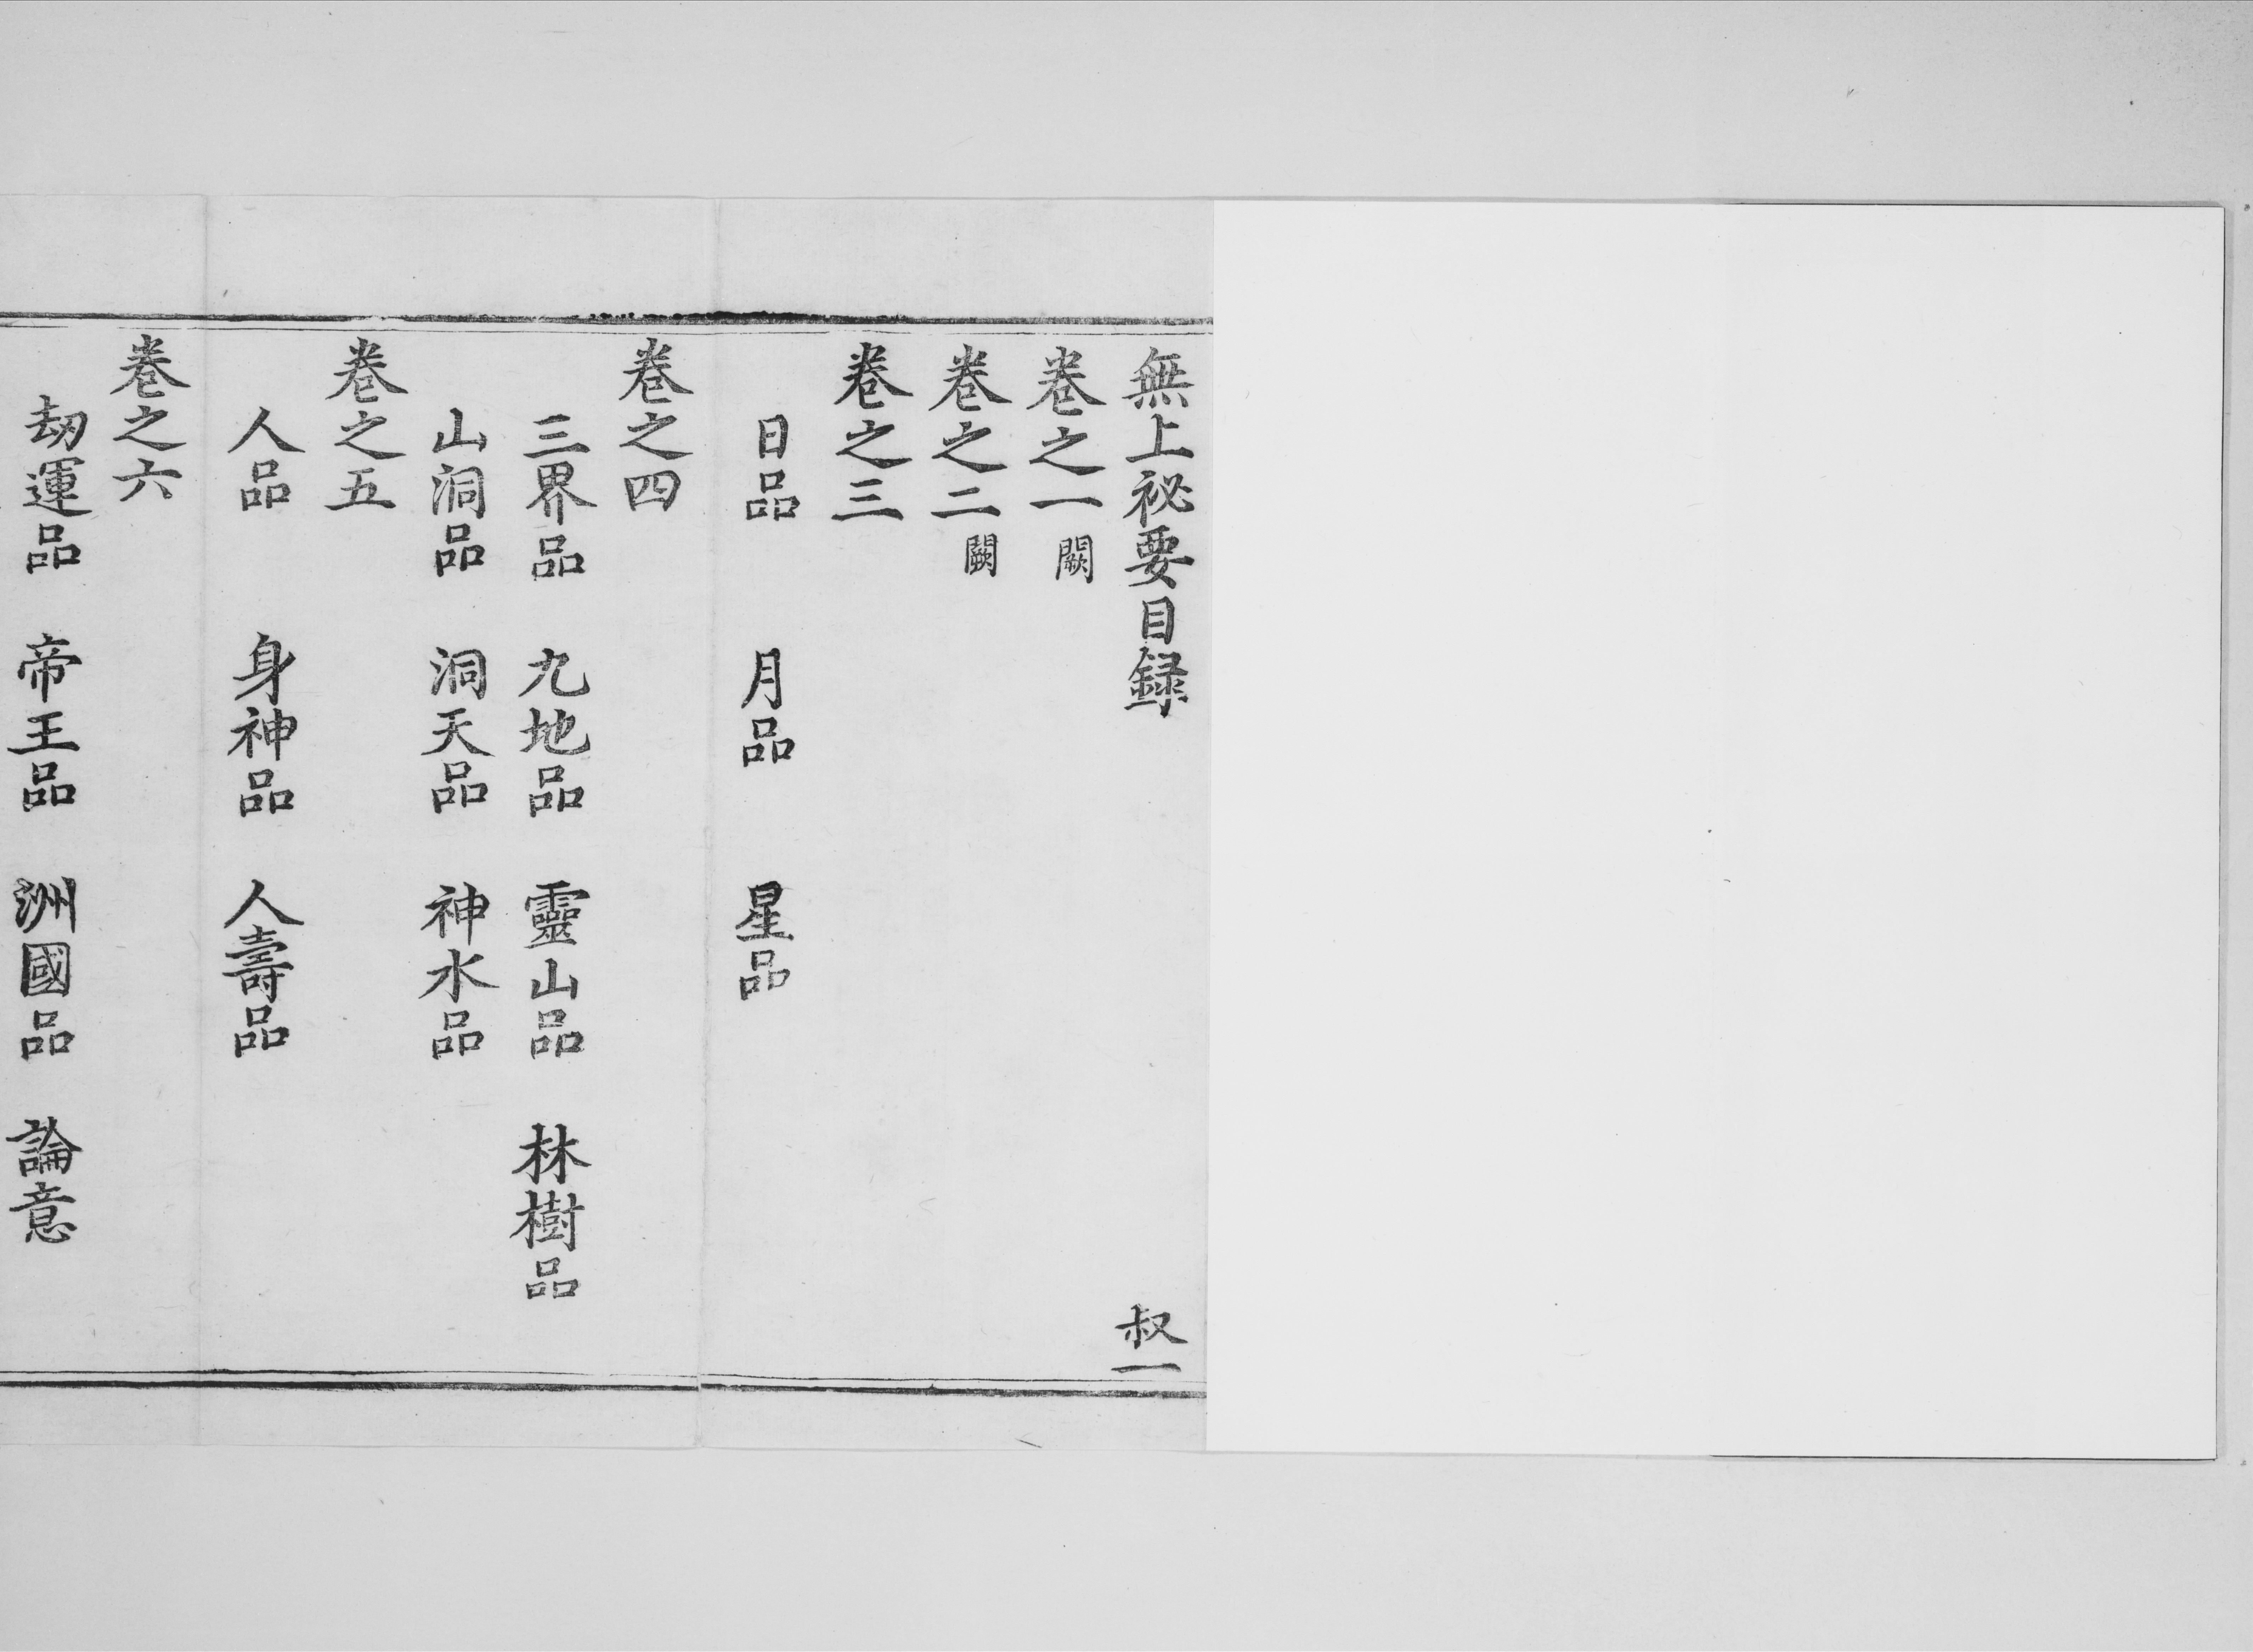 無上祕要目録 叔一
卷之一 闕
卷之二 闕
卷之三
日品 月品 星品
卷之四
三界品 九地品 靈山品 林樹品
山洞品 洞天品 神水品
卷之五
人品 身神品 人壽品
卷之六
劫運品 帝王品 洲國品 論意